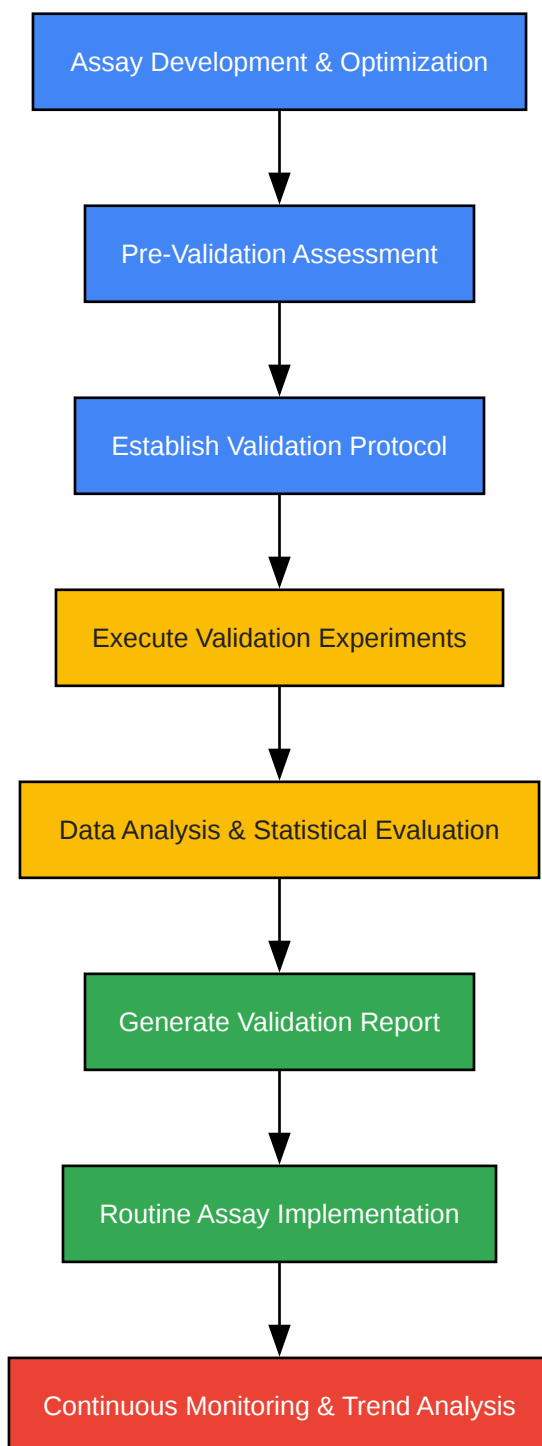 Assay Development & Optimization
Pre-Validation Assessment
Establish Validation Protocol
Execute Validation Experiments
Data Analysis & Statistical Evaluation
Generate Validation Report
Routine Assay Implementation
Continuous Monitoring & Trend Analysis